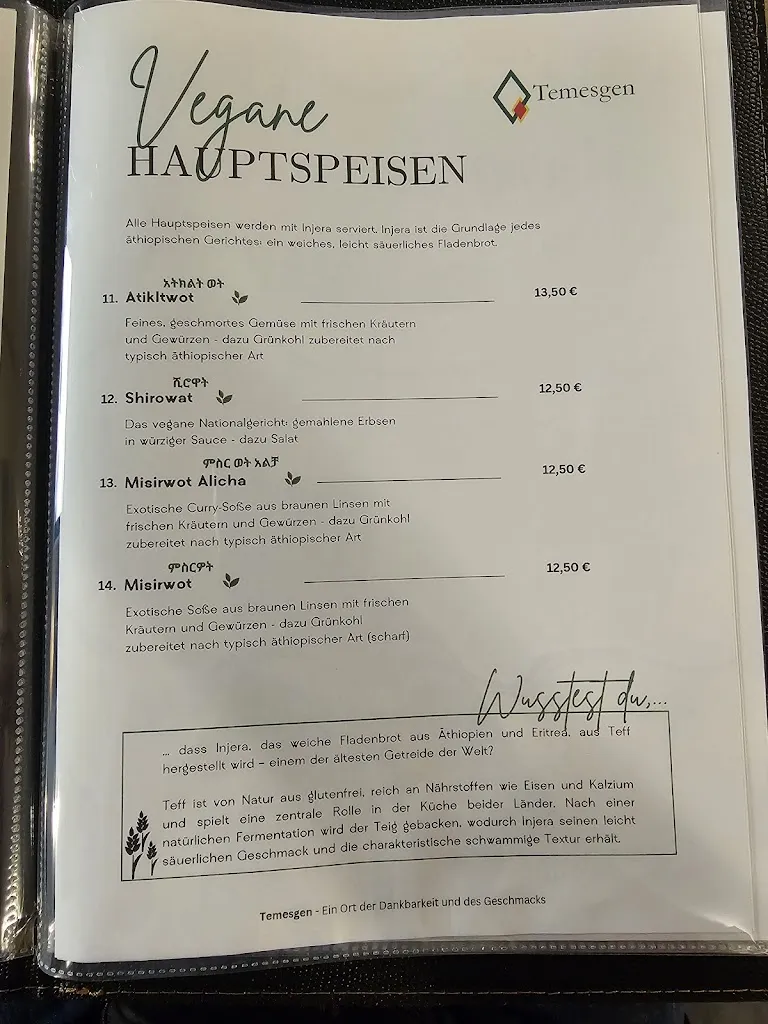 Vegane
Temesgen
HAUPTSPEISEN
Alle Hauptspeisen werden mit Injera serviert. Injera ist die Grundlage jedes
äthiopischen Gerichtes: ein weiches, leicht säuerliches Fladenbrot.
አትክልት ወት
11. Atikltwot 13,50 €
Feines, geschmortes Gemüse mit frischen Kräutern
und Gewürzen - dazu Grünkohl zubereitet nach
typisch äthiopischer Art
ሺሮዋት
12. Shirowat 12,50 €
Das vegane Nationalgericht: gemahlene Erbsen
in würziger Sauce - dazu Salat
ምስር ወት አልቻ
13. Misirwot Alicha 12,50 €
Exotische Curry-Soße aus braunen Linsen mit
frischen Kräutern und Gewürzen - dazu Grünkohl
zubereitet nach typisch äthiopischer Art
ምስርዎት
14. Misirwot 12,50 €
Exotische Soße aus braunen Linsen mit frischen
Kräutern und Gewürzen - dazu Grünkohl
zubereitet nach typisch äthiopischer Art (scharf)
Wusstest du,...
... dass Injera, das weiche Fladenbrot aus Äthiopien und Eritrea, aus Teff
hergestellt wird – einem der ältesten Getreide der Welt?
Teff ist von Natur aus glutenfrei, reich an Nährstoffen wie Eisen und Kalzium
und spielt eine zentrale Rolle in der Küche beider Länder. Nach einer
natürlichen Fermentation wird der Teig gebacken, wodurch Injera seinen leicht
säuerlichen Geschmack und die charakteristische schwammige Textur erhält.
Temesgen - Ein Ort der Dankbarkeit und des Geschmacks